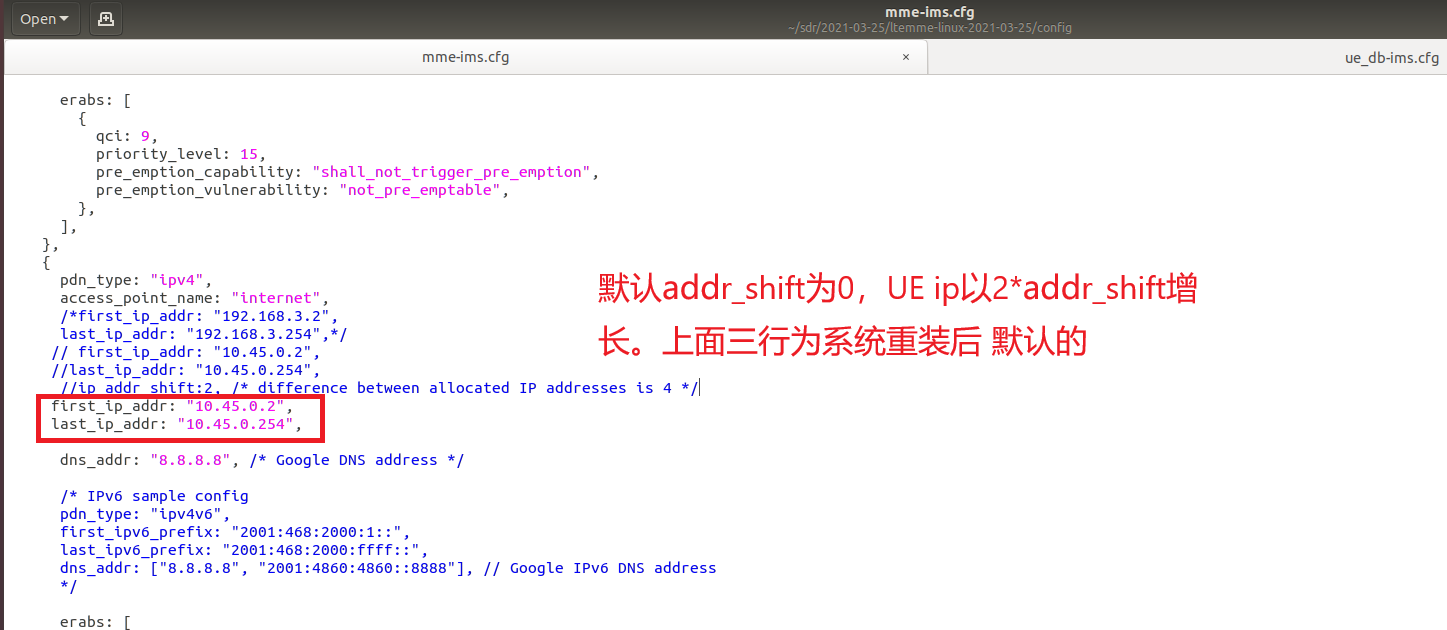 Open
mme-ims.cfg
~/sdr/2021-03-25/ltemme-linux-2021-03-25/config
mme-ims.cfg ×
ue_db-ims.cfg
erabs: [
{
qci: 9,
priority_level: 15,
pre_emption_capability: "shall_not_trigger_pre_emption",
pre_emption_vulnerability: "not_pre_emptable",
},
],
},
{
pdn_type: "ipv4",
access_point_name: "internet",
/*first_ip_addr: "192.168.3.2",
last_ip_addr: "192.168.3.254",*/
// first_ip_addr: "10.45.0.2",
//last_ip_addr: "10.45.0.254",
//ip_addr_shift:2, /* difference between allocated IP addresses is 4 */
first_ip_addr: "10.45.0.2",
last_ip_addr: "10.45.0.254",
默认addr_shift为0，UE ip以2*addr_shift增
长。上面三行为系统重装后 默认的
dns_addr: "8.8.8.8", /* Google DNS address */
/* IPv6 sample config
pdn_type: "ipv4v6",
first_ipv6_prefix: "2001:468:2000:1::",
last_ipv6_prefix: "2001:468:2000:ffff::",
dns_addr: ["8.8.8.8", "2001:4860:4860::8888"], // Google IPv6 DNS address
*/
erabs: [